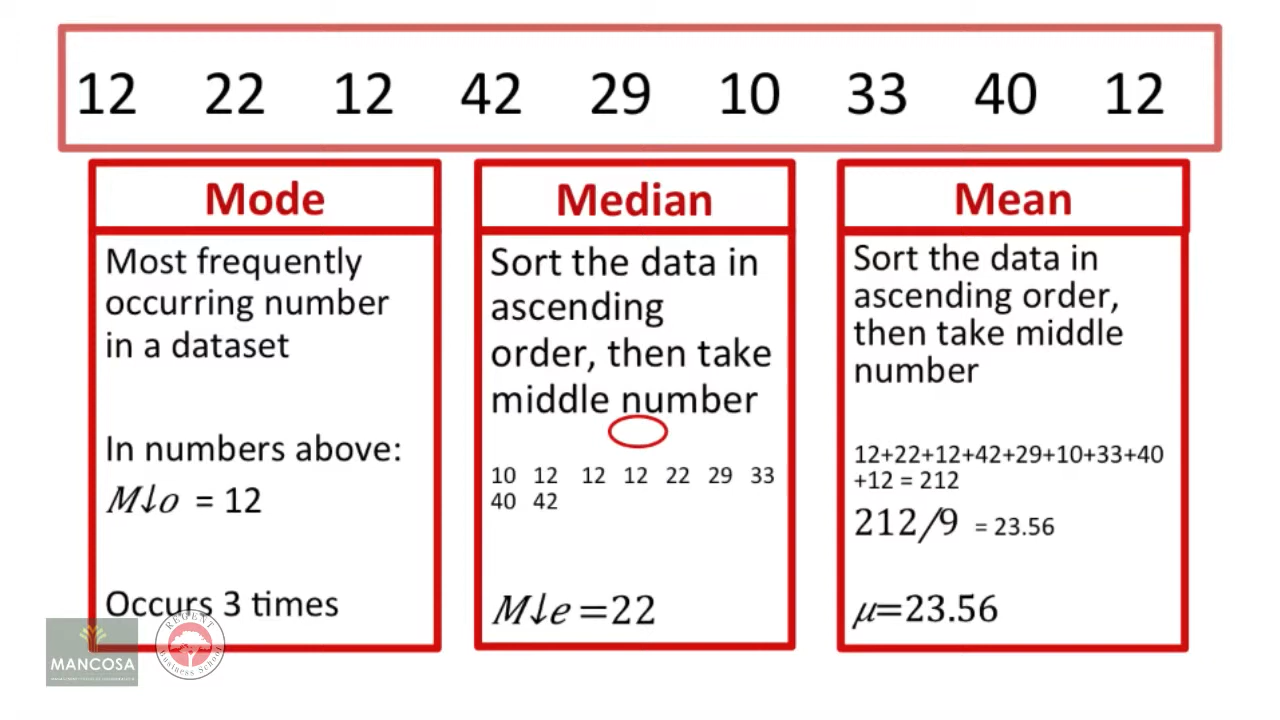 12 22 12 42 29 10 33 40 12
Mode
Most frequently
occurring number
in a dataset
In numbers above:
M↓o = 12
Occurs 3 times
Median
Sort the data in
ascending
order, then take
middle number
10 12 12 12 22 29 33
40 42
M↓e =22
Mean
Sort the data in
ascending order,
then take middle
number
12+22+12+42+29+10+33+40
+12 = 212
212/9 = 23.56
μ=23.56
MANCOSA
REGENT
Business School